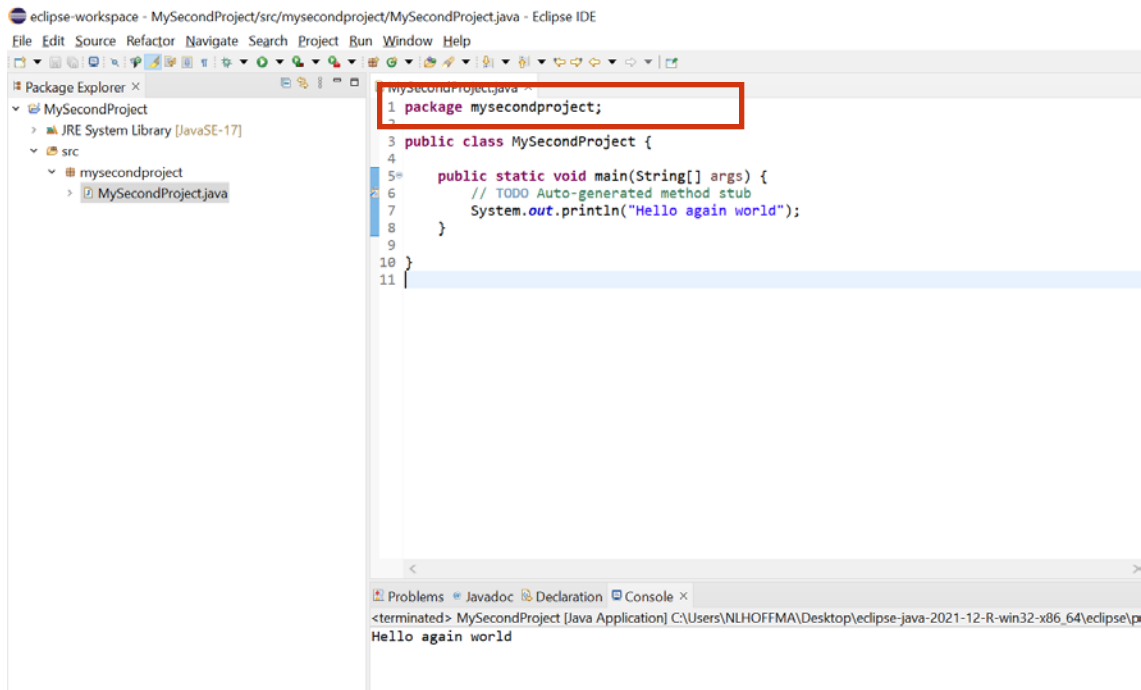 eclipse-workspace - MySecondProject/src/mysecondproject/MySecondProject.java - Eclipse IDE
File Edit Source Refactor Navigate Search Project Run Window Help
Package Explorer
MySecondProject
JRE System Library [JavaSE-17]
src
mysecondproject
MySecondProject.java
MySecondProject.java
1 package mysecondproject;
2
3 public class MySecondProject {
4
5 public static void main(String[] args) {
6 // TODO Auto-generated method stub
7 System.out.println("Hello again world");
8 }
9
10 }
11
Problems Javadoc Declaration Console
<terminated> MySecondProject [Java Application] C:\Users\NLHOFFMA\Desktop\eclipse-java-2021-12-R-win32-x86_64\eclipse\p
Hello again world